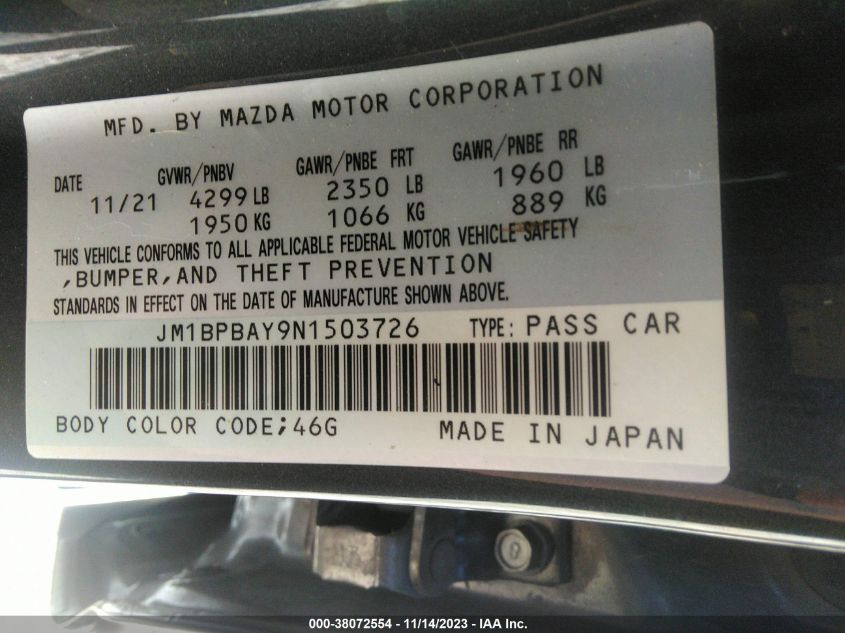 MFD. BY MAZDA MOTOR CORPORATION
DATE GVWR/PNBV GAWR/PNBE FRT GAWR/PNBE RR
11/21 4299 LB 2350 LB 1960 LB
1950 KG 1066 KG 889 KG
THIS VEHICLE CONFORMS TO ALL APPLICABLE FEDERAL MOTOR VEHICLE SAFETY
,BUMPER,AND THEFT PREVENTION
STANDARDS IN EFFECT ON THE DATE OF MANUFACTURE SHOWN ABOVE.
JM1BPBAY9N1503726 TYPE: PASS CAR
BODY COLOR CODE;46G MADE IN JAPAN
000-38072554 - 11/14/2023 - IAA Inc.